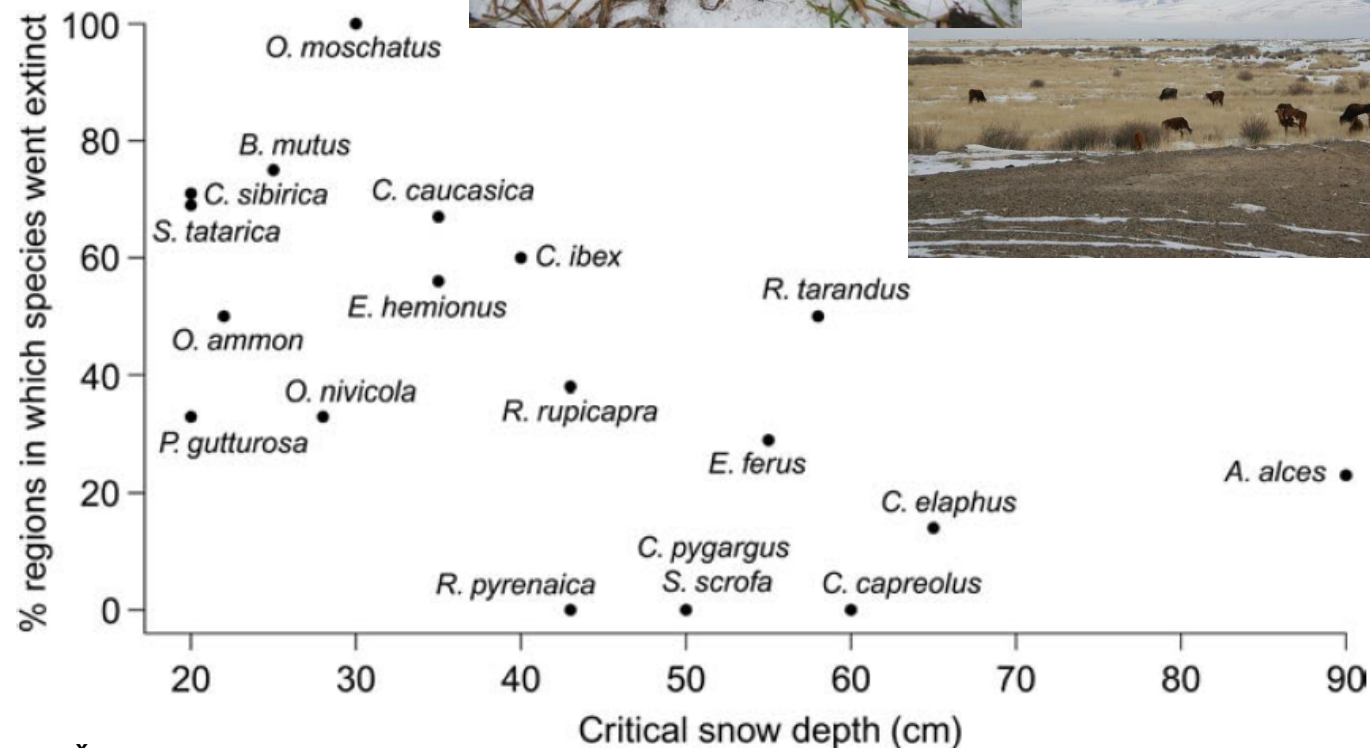 % regions in which species went extinct
100
80
60
40
20
0
O. moschatus
B. mutus
C. sibirica
C. caucasica
S. tatarica
C. ibex
E. hemionus
R. tarandus
O. ammon
O. nivicola
R. rupicapra
P. gutturosa
E. ferus
A. alces
C. elaphus
C. pygargus
R. pyrenaica
S. scrofa
C. capreolus
20 30 40 50 60 70 80 90
Critical snow depth (cm)